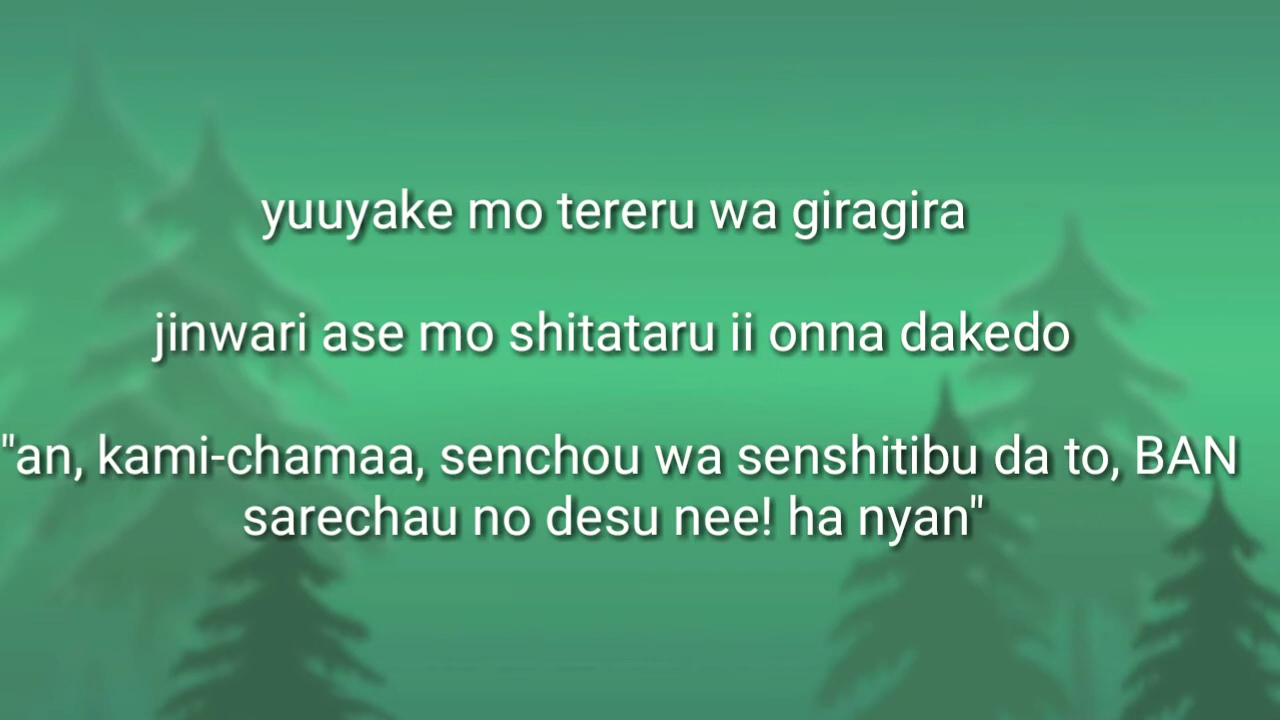 yuuyake mo tereru wa giragira
jinwari ase mo shitataru ii onna dakedo
"an, kami-chamaa, senchou wa senshitibu da to, BAN
sarechau no desu nee! ha nyan"